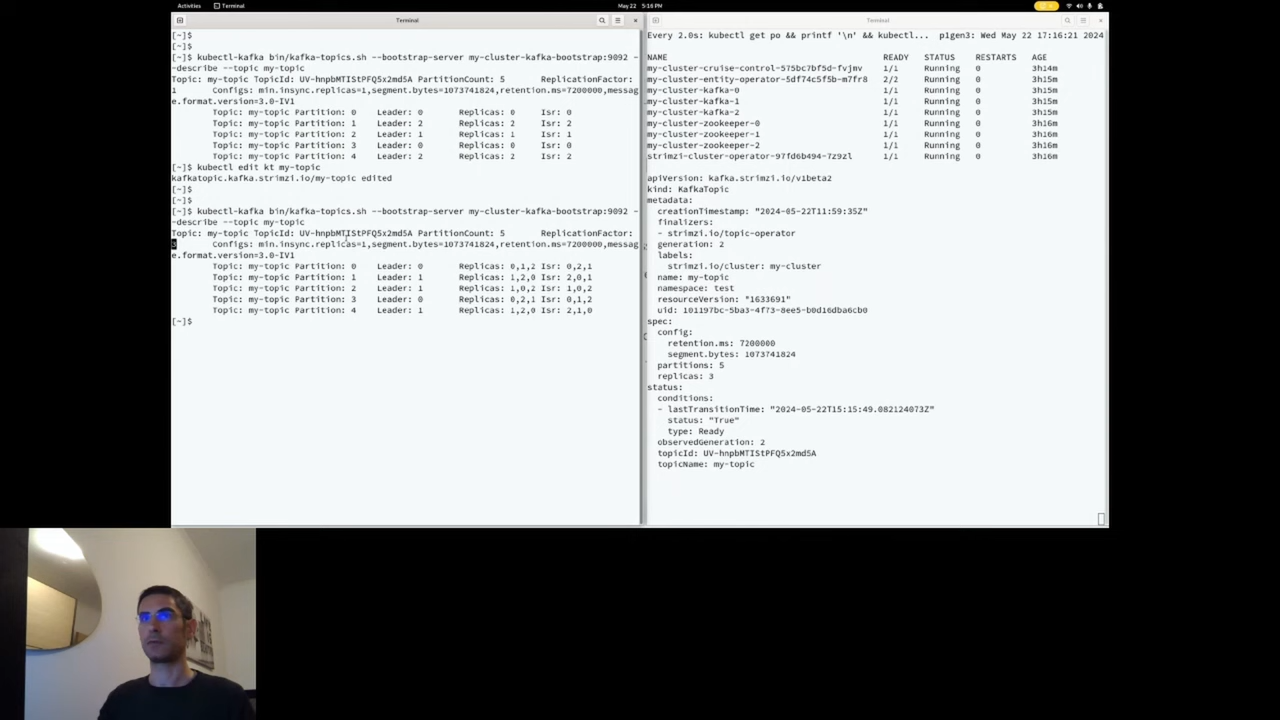 Activities Terminal May 22 5:16 PM
Terminal
[~]$
[~]$
[~]$ kubectl-kafka bin/kafka-topics.sh --bootstrap-server my-cluster-kafka-bootstrap:9092 -
-describe --topic my-topic
Topic: my-topic TopicId: UV-hnpbMTIStPFQ5x2md5A PartitionCount: 5 ReplicationFactor:
1 Configs: min.insync.replicas=1,segment.bytes=1073741824,retention.ms=7200000,messag
e.format.version=3.0-IV1
Topic: my-topic Partition: 0 Leader: 0 Replicas: 0 Isr: 0
Topic: my-topic Partition: 1 Leader: 2 Replicas: 2 Isr: 2
Topic: my-topic Partition: 2 Leader: 1 Replicas: 1 Isr: 1
Topic: my-topic Partition: 3 Leader: 0 Replicas: 0 Isr: 0
Topic: my-topic Partition: 4 Leader: 2 Replicas: 2 Isr: 2
[~]$ kubectl edit kt my-topic
kafkatopic.kafka.strimzi.io/my-topic edited
[~]$
[~]$
[~]$ kubectl-kafka bin/kafka-topics.sh --bootstrap-server my-cluster-kafka-bootstrap:9092 -
-describe --topic my-topic
Topic: my-topic TopicId: UV-hnpbMTIStPFQ5x2md5A PartitionCount: 5 ReplicationFactor:
3 Configs: min.insync.replicas=1,segment.bytes=1073741824,retention.ms=7200000,messag
e.format.version=3.0-IV1
Topic: my-topic Partition: 0 Leader: 0 Replicas: 0,1,2 Isr: 0,2,1
Topic: my-topic Partition: 1 Leader: 2 Replicas: 1,2,0 Isr: 2,0,1
Topic: my-topic Partition: 2 Leader: 1 Replicas: 1,0,2 Isr: 1,0,2
Topic: my-topic Partition: 3 Leader: 0 Replicas: 0,2,1 Isr: 0,1,2
Topic: my-topic Partition: 4 Leader: 1 Replicas: 1,2,0 Isr: 2,1,0
[~]$
Terminal
Every 2.0s: kubectl get po && printf '\n' && kubectl... p1gen3: Wed May 22 17:16:21 2024
NAME READY STATUS RESTARTS AGE
my-cluster-cruise-control-575bc7bf5d-fvjmv 1/1 Running 0 3h14m
my-cluster-entity-operator-5df74c5f5b-m7fr8 2/2 Running 0 3h15m
my-cluster-kafka-0 1/1 Running 0 3h15m
my-cluster-kafka-1 1/1 Running 0 3h15m
my-cluster-kafka-2 1/1 Running 0 3h15m
my-cluster-zookeeper-0 1/1 Running 0 3h16m
my-cluster-zookeeper-1 1/1 Running 0 3h16m
my-cluster-zookeeper-2 1/1 Running 0 3h16m
strimzi-cluster-operator-97fd6b494-7z9zl 1/1 Running 0 3h16m
apiVersion: kafka.strimzi.io/v1beta2
kind: KafkaTopic
metadata:
creationTimestamp: "2024-05-22T11:59:35Z"
finalizers:
- strimzi.io/topic-operator
generation: 2
labels:
strimzi.io/cluster: my-cluster
name: my-topic
namespace: test
resourceVersion: "1633691"
uid: 101197bc-5ba3-4f73-8ee5-b0d16dba6cb0
spec:
config:
retention.ms: 7200000
segment.bytes: 1073741824
partitions: 5
replicas: 3
status:
conditions:
- lastTransitionTime: "2024-05-22T15:15:49.082124073Z"
status: "True"
type: Ready
observedGeneration: 2
topicId: UV-hnpbMTIStPFQ5x2md5A
topicName: my-topic